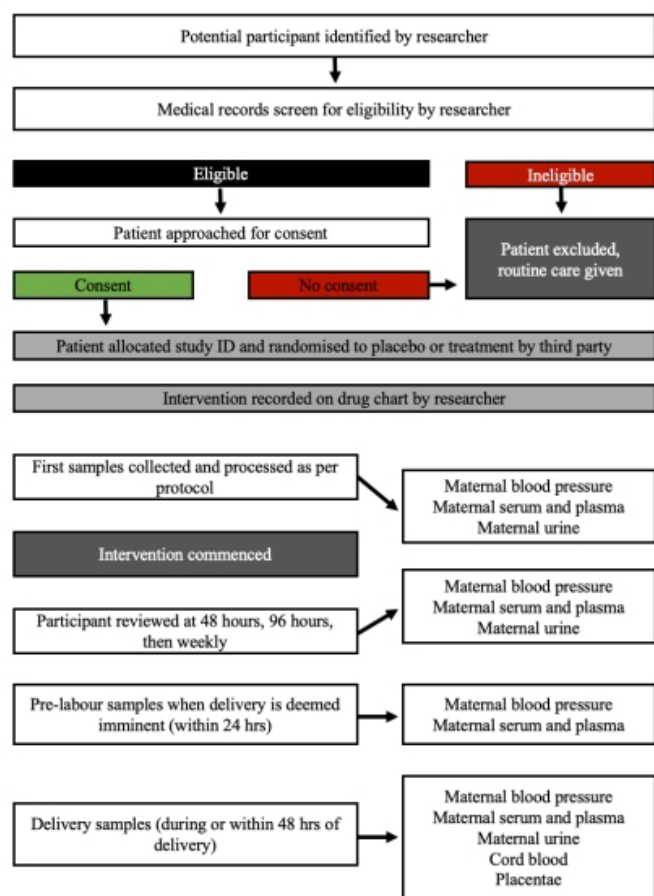 Potential participant identified by researcher
Medical records screen for eligibility by researcher
Eligible
Ineligible
Patient approached for consent
Patient excluded,
routine care given
Consent
No consent
Patient allocated study ID and randomised to placebo or treatment by third party
Intervention recorded on drug chart by researcher
First samples collected and processed as per
protocol
Maternal blood pressure
Maternal serum and plasma
Maternal urine
Intervention commenced
Participant reviewed at 48 hours, 96 hours,
then weekly
Maternal blood pressure
Maternal serum and plasma
Maternal urine
Pre-labour samples when delivery is deemed
imminent (within 24 hrs)
Maternal blood pressure
Maternal serum and plasma
Delivery samples (during or within 48 hrs of
delivery)
Maternal blood pressure
Maternal serum and plasma
Maternal urine
Cord blood
Placentae